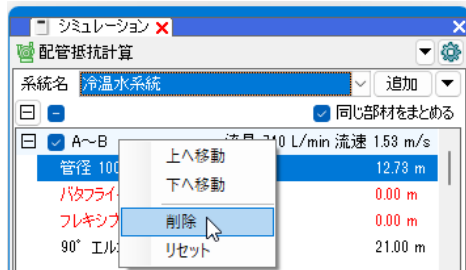 シミュレーション
配管抵抗計算
系統名 冷温水系統 追加
同じ部材をまとめる
A～B L/min 流速 1.53 m/s
管径 100 12.73 m
バタフライ 0.00 m
フレキシブ 0.00 m
90° エル 21.00 m
上へ移動
下へ移動
削除
リセット